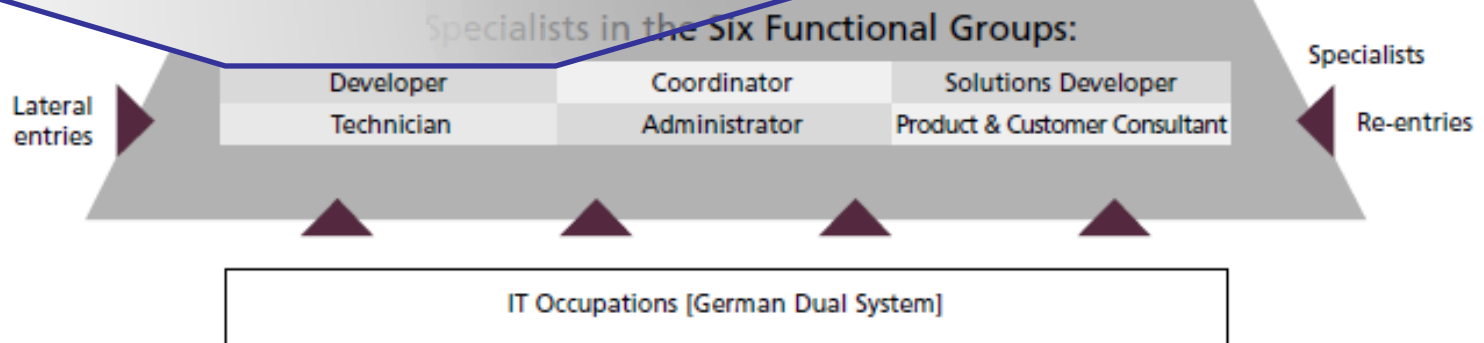 Specialists in the Six Functional Groups:
Specialists
Developer Coordinator Solutions Developer
Lateral entries
Technician Administrator Product & Customer Consultant
Re-entries
IT Occupations [German Dual System]